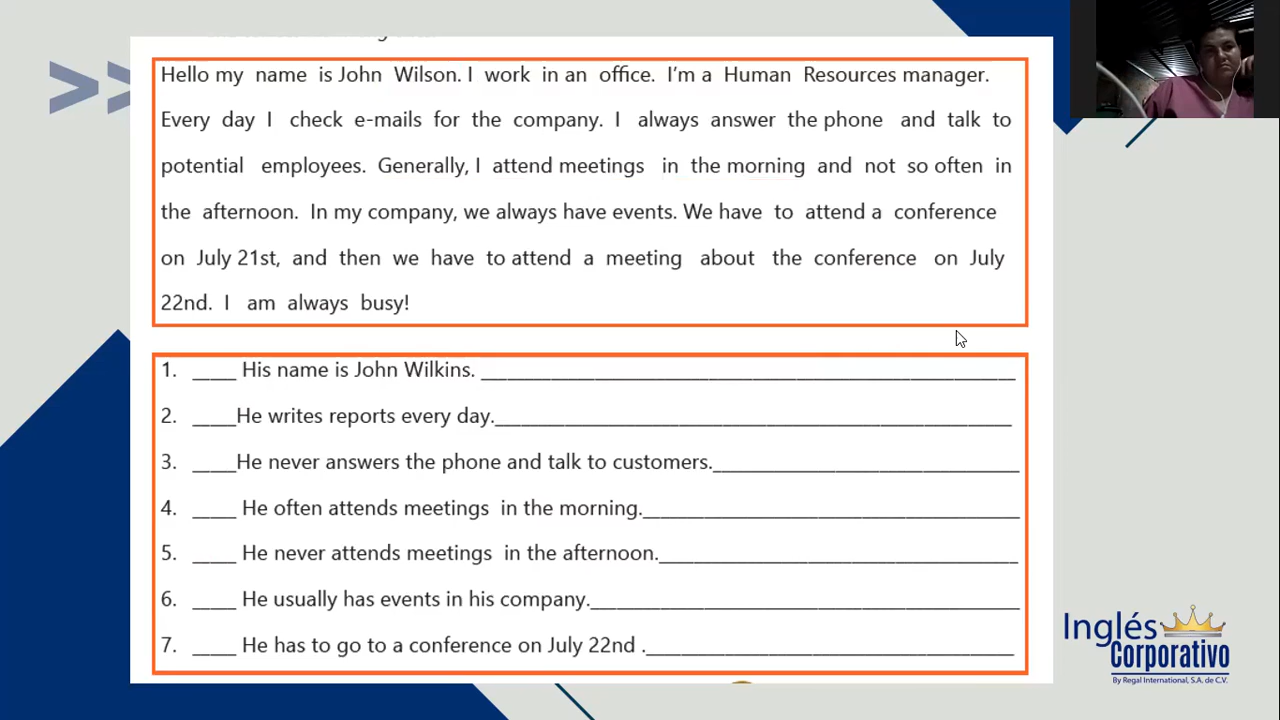 Hello my name is John Wilson. I work in an office. I'm a Human Resources manager.
Every day I check e-mails for the company. I always answer the phone and talk to
potential employees. Generally, I attend meetings in the morning and not so often in
the afternoon. In my company, we always have events. We have to attend a conference
on July 21st, and then we have to attend a meeting about the conference on July
22nd. I am always busy!
1. ____ His name is John Wilkins. ____
2. ____He writes reports every day.____
3. ____He never answers the phone and talk to customers.____
4. ____ He often attends meetings in the morning.____
5. ____ He never attends meetings in the afternoon.____
6. ____ He usually has events in his company.____
7. ____ He has to go to a conference on July 22nd .____
Inglés
Corporativo
By Regal International, S.A. de C.V.